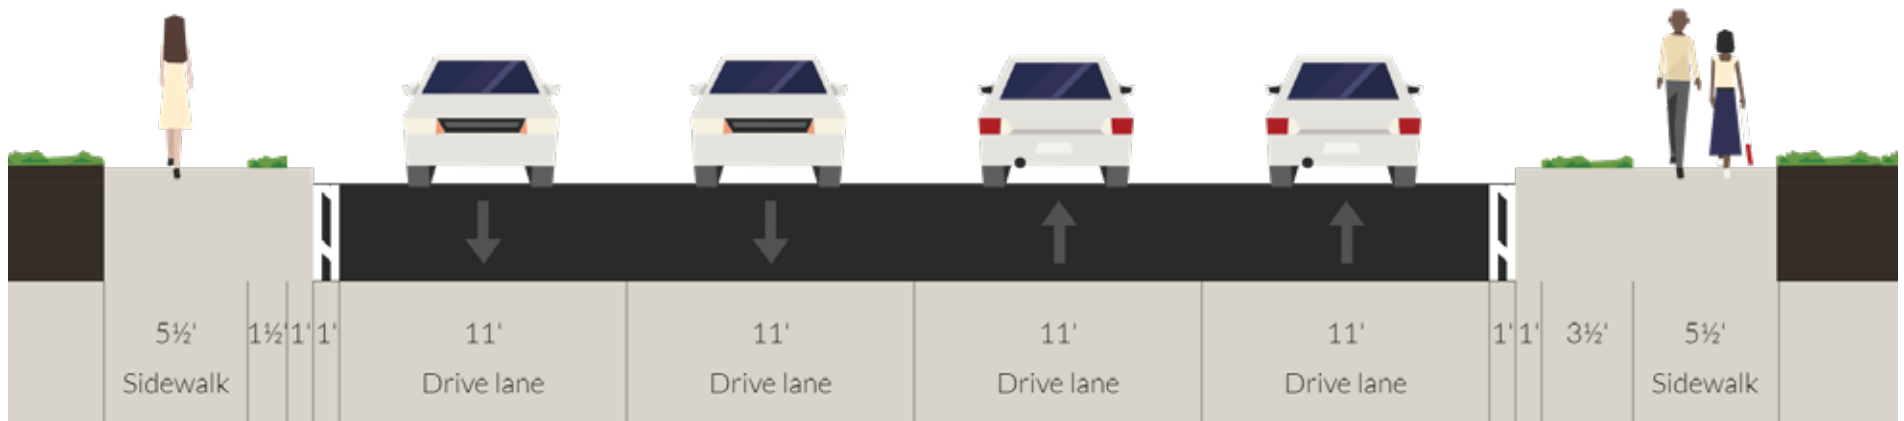 5½' 1½' 1' 1' 11' 11' 11' 11' 1' 1' 3½' 5½'
Sidewalk Drive lane Drive lane Drive lane Drive lane Sidewalk